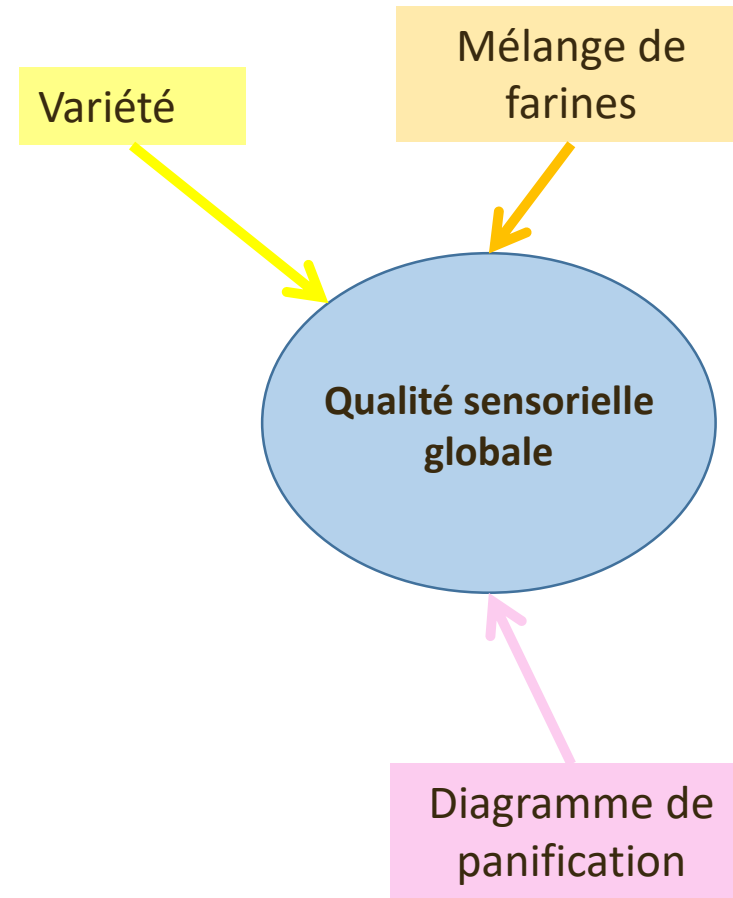 Variété
Mélange de
farines
Qualité sensorielle
globale
Diagramme de
panification